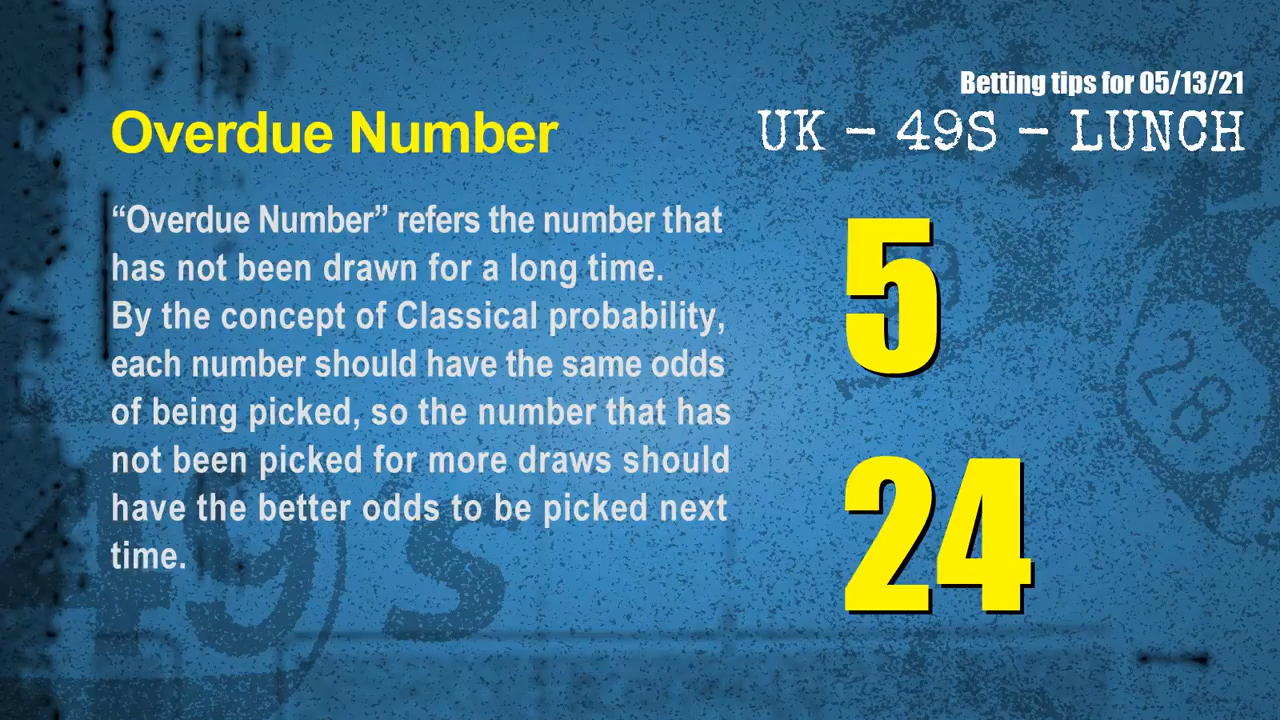 Betting tips for 05/13/21
UK - 49S - LUNCH
Overdue Number
“Overdue Number” refers the number that
has not been drawn for a long time.
By the concept of Classical probability,
each number should have the same odds
of being picked, so the number that has
not been picked for more draws should
have the better odds to be picked next
time.
5
24
28
49's